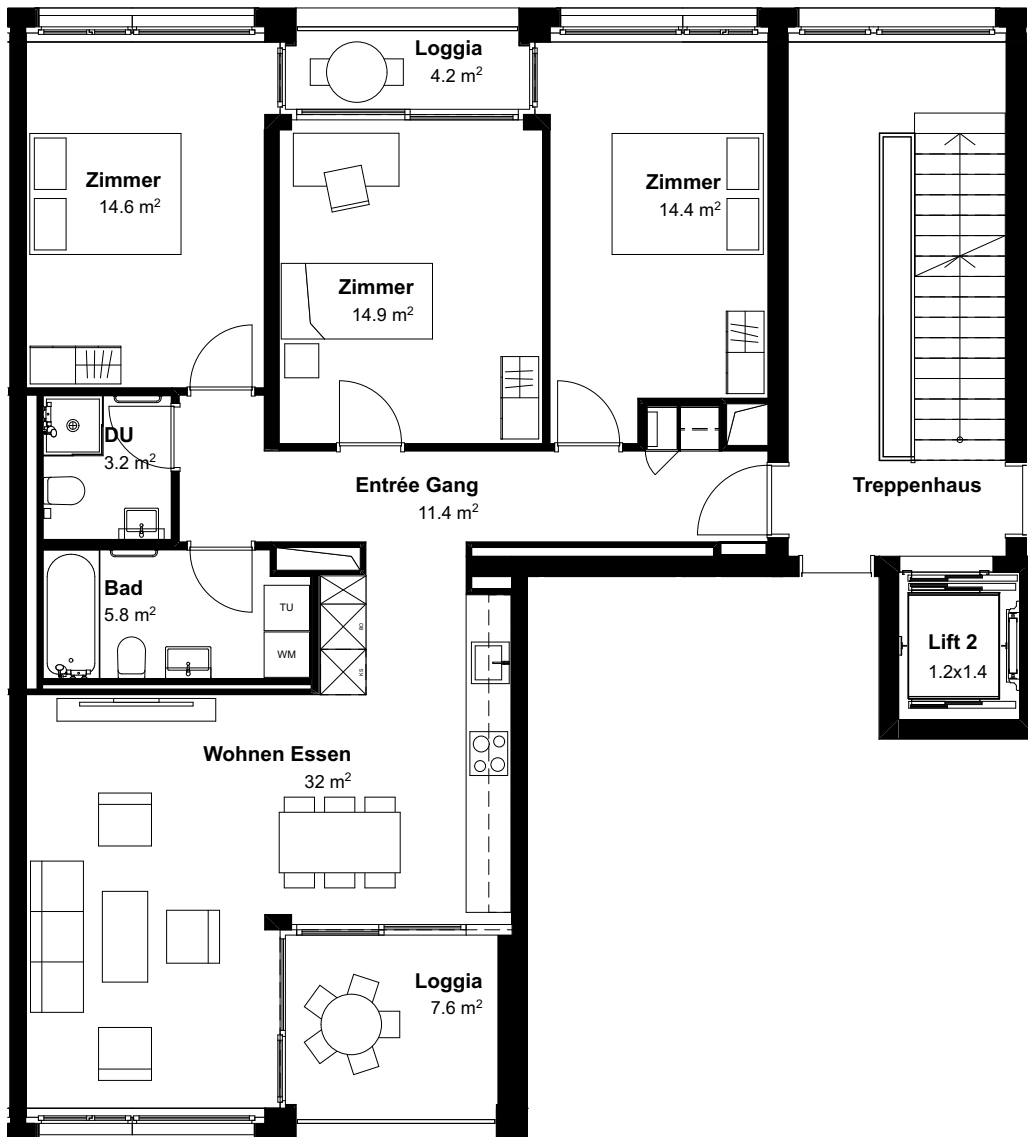 Loggia
4.2 m²
Zimmer
14.6 m²
Zimmer
14.4 m²
Zimmer
14.9 m²
DU
3.2 m²
Entrée Gang
11.4 m²
Treppenhaus
Bad
5.8 m²
TU
WM
BO
KS
Lift 2
1.2x1.4
Wohnen Essen
32 m²
Loggia
7.6 m²